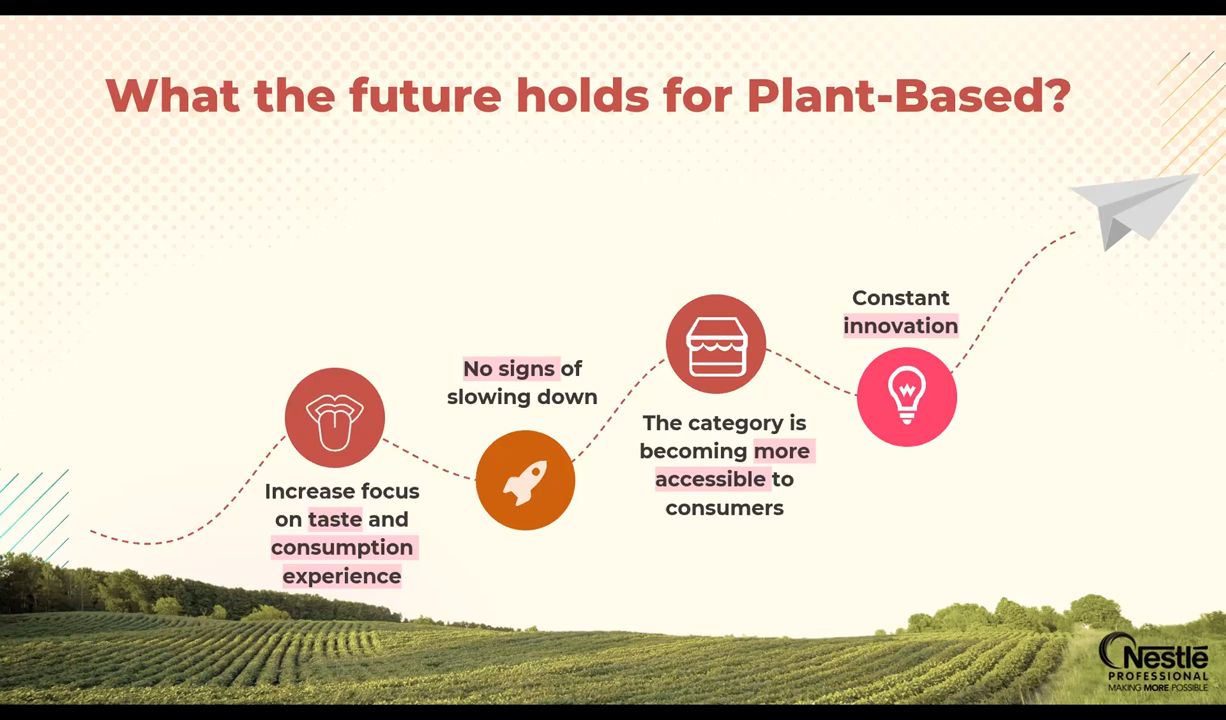 What the future holds for Plant-Based?
Increase focus
on taste and
consumption
experience
No signs of
slowing down
The category is
becoming more
accessible to
consumers
Constant
innovation
Nestlé
PROFESSIONAL
MAKING MORE POSSIBLE